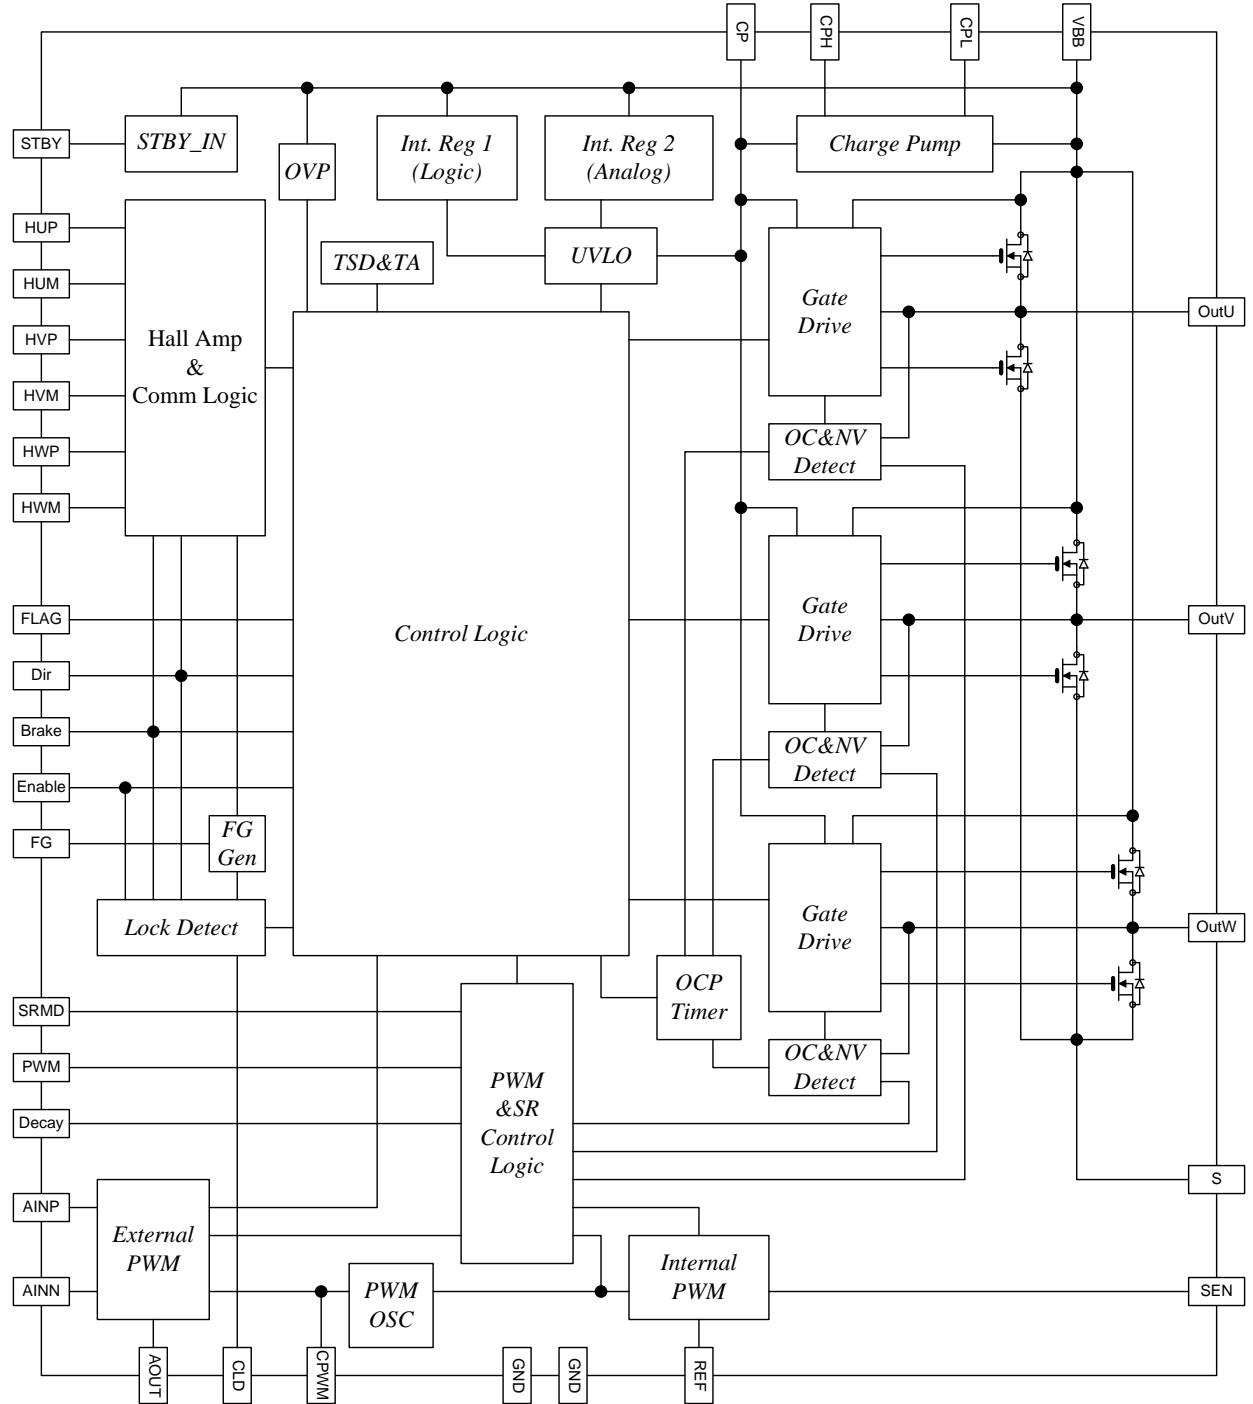 CP
CPH
CPL
VBB
STBY
STBY_IN
OVP
Int. Reg 1
(Logic)
Int. Reg 2
(Analog)
Charge Pump
HUP
HUM
HVP
HVM
HWP
HWM
Hall Amp
&
Comm Logic
TSD&TA
UVLO
Gate
Drive
OutU
OC&NV
Detect
FLAG
Dir
Brake
Enable
FG
Control Logic
Gate
Drive
OutV
OC&NV
Detect
FG
Gen
Lock Detect
Gate
Drive
OutW
OCP
Timer
OC&NV
Detect
SRMD
PWM
Decay
PWM
&SR
Control
Logic
S
AINP
AINN
External
PWM
PWM
OSC
Internal
PWM
SEN
AOUT
CLD
CPWM
GND
GND
REF